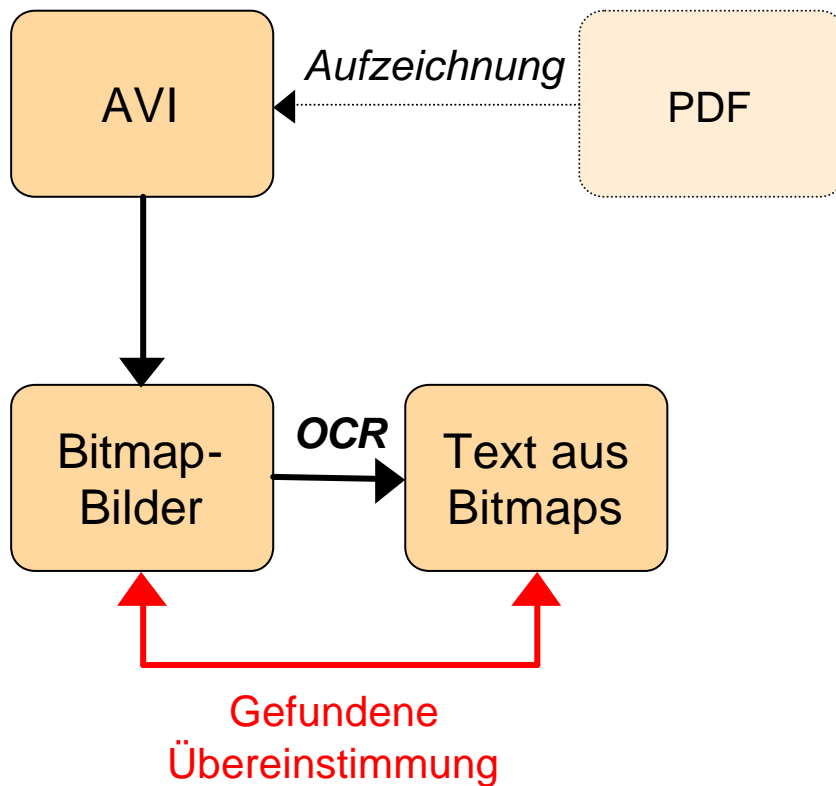 AVI
Aufzeichnung
PDF
Bitmap-
Bilder
OCR
Text aus
Bitmaps
Gefundene
Übereinstimmung